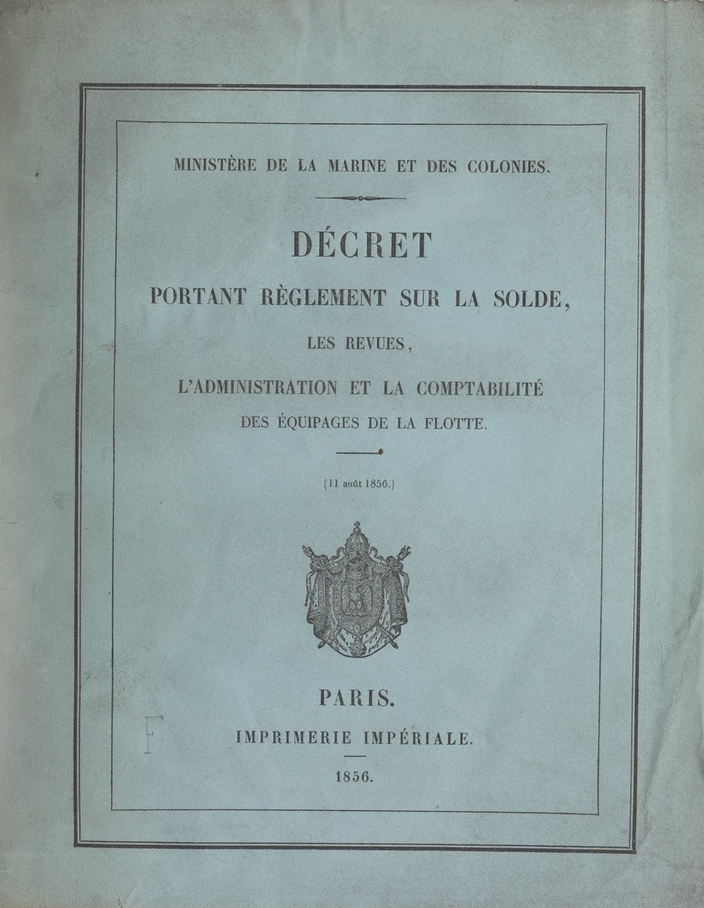 MINISTÈRE DE LA MARINE ET DES COLONIES.
DÉCRET
PORTANT RÈGLEMENT SUR LA SOLDE,
LES REVUES,
L'ADMINISTRATION ET LA COMPTABILITÉ
DES ÉQUIPAGES DE LA FLOTTE.
(11 août 1856.)
PARIS.
F
IMPRIMERIE IMPÉRIALE.
1856.